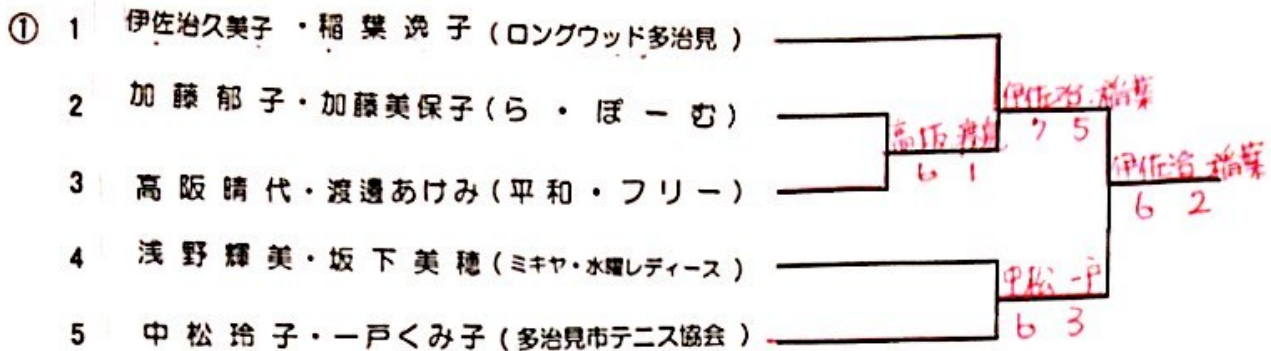 ① 1 伊佐治久美子・稲葉逸子(ロングウッド多治見)
2 加藤郁子・加藤美保子(ら・ぽーむ)
伊佐治 稲葉
7 5
高阪 渡邉
6 1
伊佐治 稲葉
6 2
3 高阪晴代・渡邉あけみ(平和・フリー)
4 浅野輝美・坂下美穂(ミキヤ・水曜レディース)
中松 一戸
6 3
5 中松玲子・一戸くみ子(多治見市テニス協会)